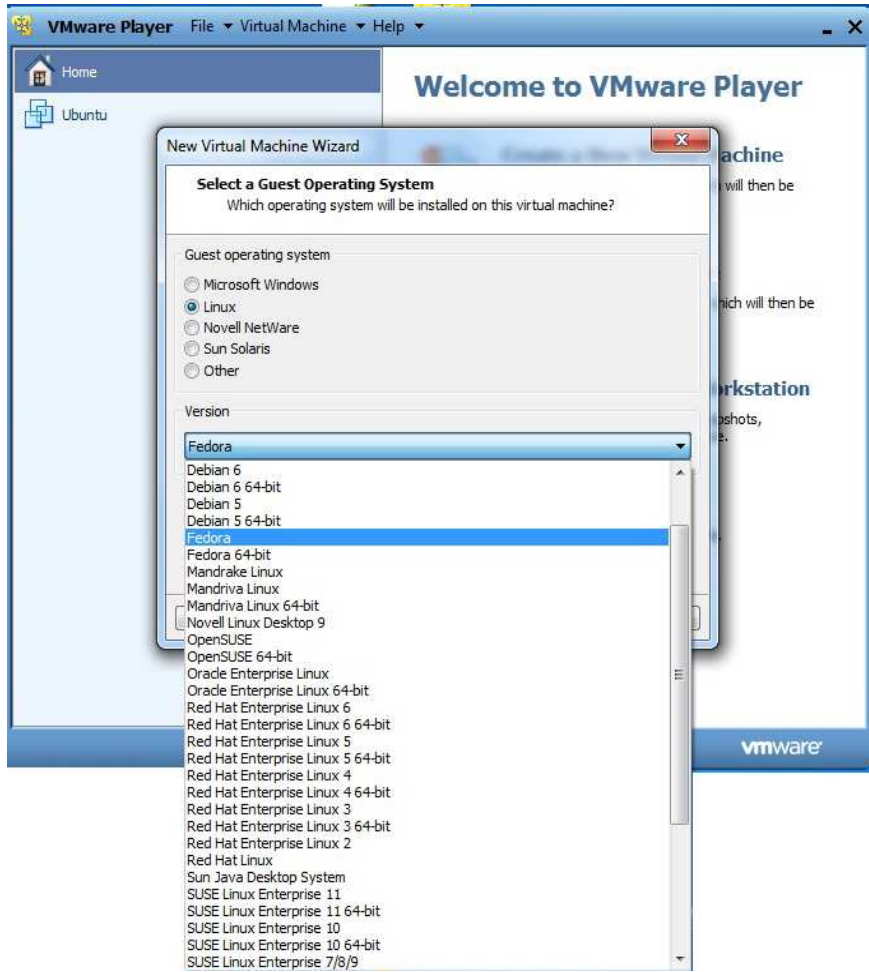 VMware Player File Virtual Machine Help
Home
Ubuntu
Welcome to VMware Player
achine
will then be
hich will then be
rkstation
pshots,
e.
New Virtual Machine Wizard
Select a Guest Operating System
Which operating system will be installed on this virtual machine?
Guest operating system
Microsoft Windows
Linux
Novell NetWare
Sun Solaris
Other
Version
Fedora
Debian 6
Debian 6 64-bit
Debian 5
Debian 5 64-bit
Fedora
Fedora 64-bit
Mandrake Linux
Mandriva Linux
Mandriva Linux 64-bit
Novell Linux Desktop 9
OpenSUSE
OpenSUSE 64-bit
Oracle Enterprise Linux
Oracle Enterprise Linux 64-bit
Red Hat Enterprise Linux 6
Red Hat Enterprise Linux 6 64-bit
Red Hat Enterprise Linux 5
Red Hat Enterprise Linux 5 64-bit
Red Hat Enterprise Linux 4
Red Hat Enterprise Linux 4 64-bit
Red Hat Enterprise Linux 3
Red Hat Enterprise Linux 3 64-bit
Red Hat Enterprise Linux 2
Red Hat Linux
Sun Java Desktop System
SUSE Linux Enterprise 11
SUSE Linux Enterprise 11 64-bit
SUSE Linux Enterprise 10
SUSE Linux Enterprise 10 64-bit
SUSE Linux Enterprise 7/8/9
vmware